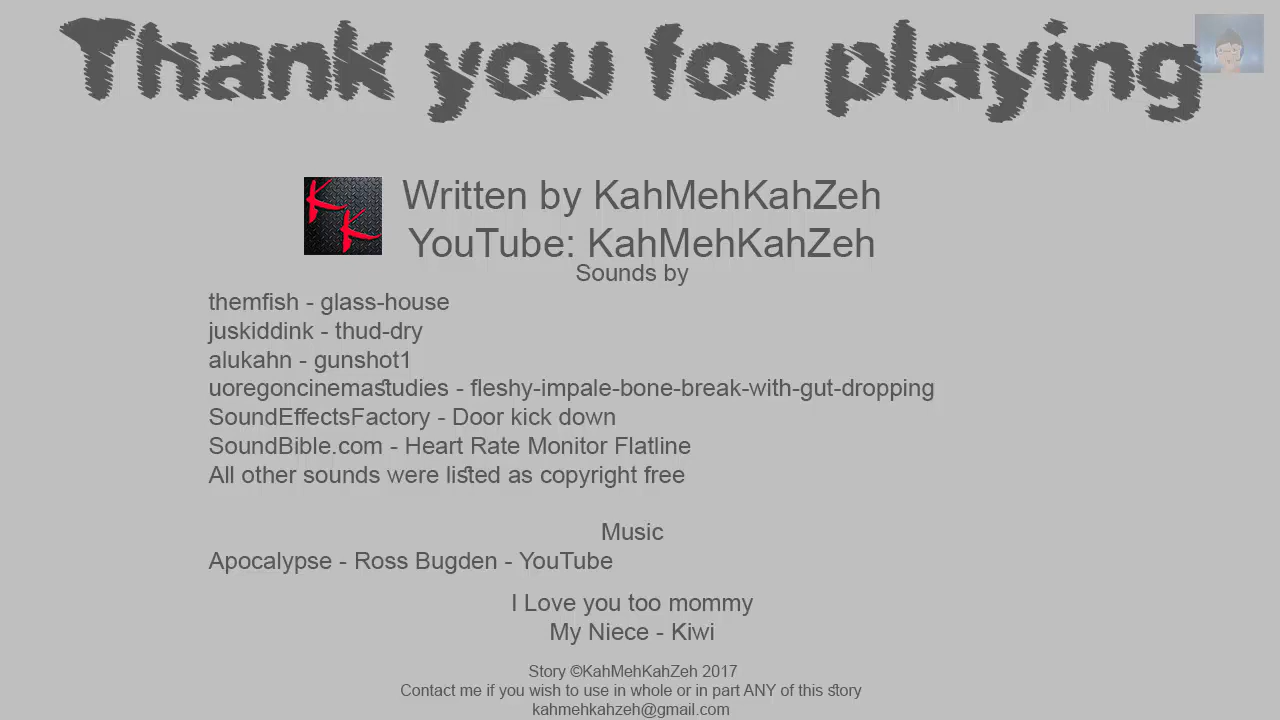 Thank you for playing
KK
Written by KahMehKahZeh
YouTube: KahMehKahZeh
Sounds by
themfish - glass-house
juskiddink - thud-dry
alukahn - gunshot1
uoregoncinemastudies - fleshy-impale-bone-break-with-gut-dropping
SoundEffectsFactory - Door kick down
SoundBible.com - Heart Rate Monitor Flatline
All other sounds were listed as copyright free
Music
Apocalypse - Ross Bugden - YouTube
I Love you too mommy
My Niece - Kiwi
Story ©KahMehKahZeh 2017
Contact me if you wish to use in whole or in part ANY of this story
kahmehkahzeh@gmail.com